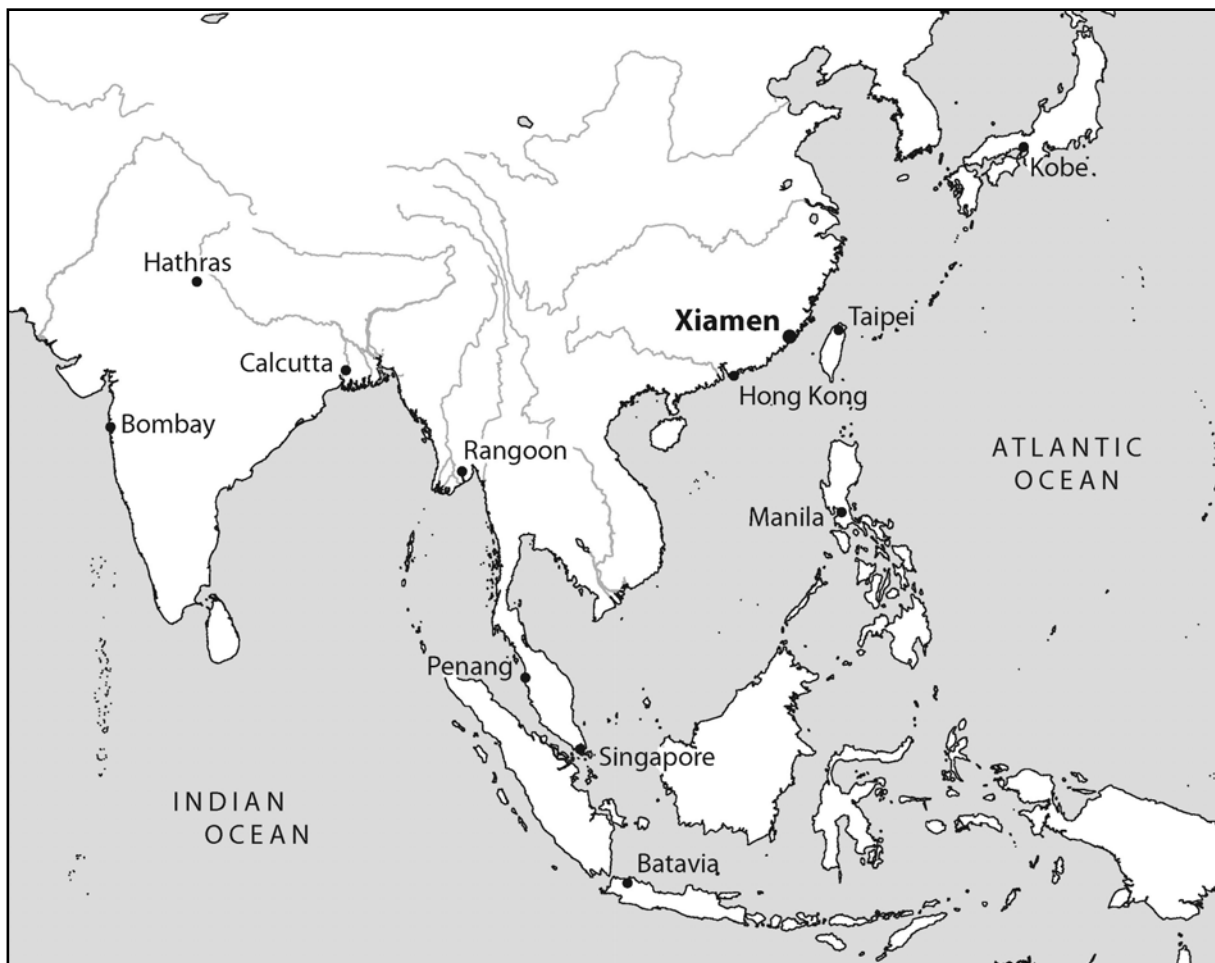 Kobe.
Hathras
Xiamen
Taipei
Calcutta
Hong Kong
Bombay
Rangoon
ATLANTIC
OCEAN
Manila
Penang
Singapore
INDIAN
OCEAN
Batavia